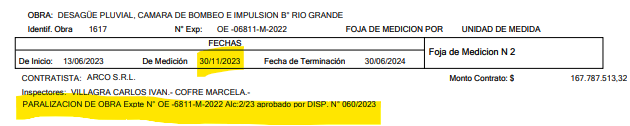 OBRA: DESAGÜE PLUVIAL, CAMARA DE BOMBEO E IMPULSION B° RIO GRANDE
Identif. Obra 1617 N° Exp: OE -06811-M-2022 FOJA DE MEDICION POR UNIDAD DE MEDIDA
FECHAS
De Inicio: 13/06/2023 De Medición 30/11/2023 Fecha de Terminación 30/06/2024 Foja de Medicion N 2
CONTRATISTA: ARCO S.R.L. Monto Contrato: $ 167.787.513,32
Inspectores: VILLAGRA CARLOS IVAN.- COFRE MARCELA.-
PARALIZACION DE OBRA Expte N° OE -6811-M-2022 Alc:2/23 aprobado por DISP. N° 060/2023